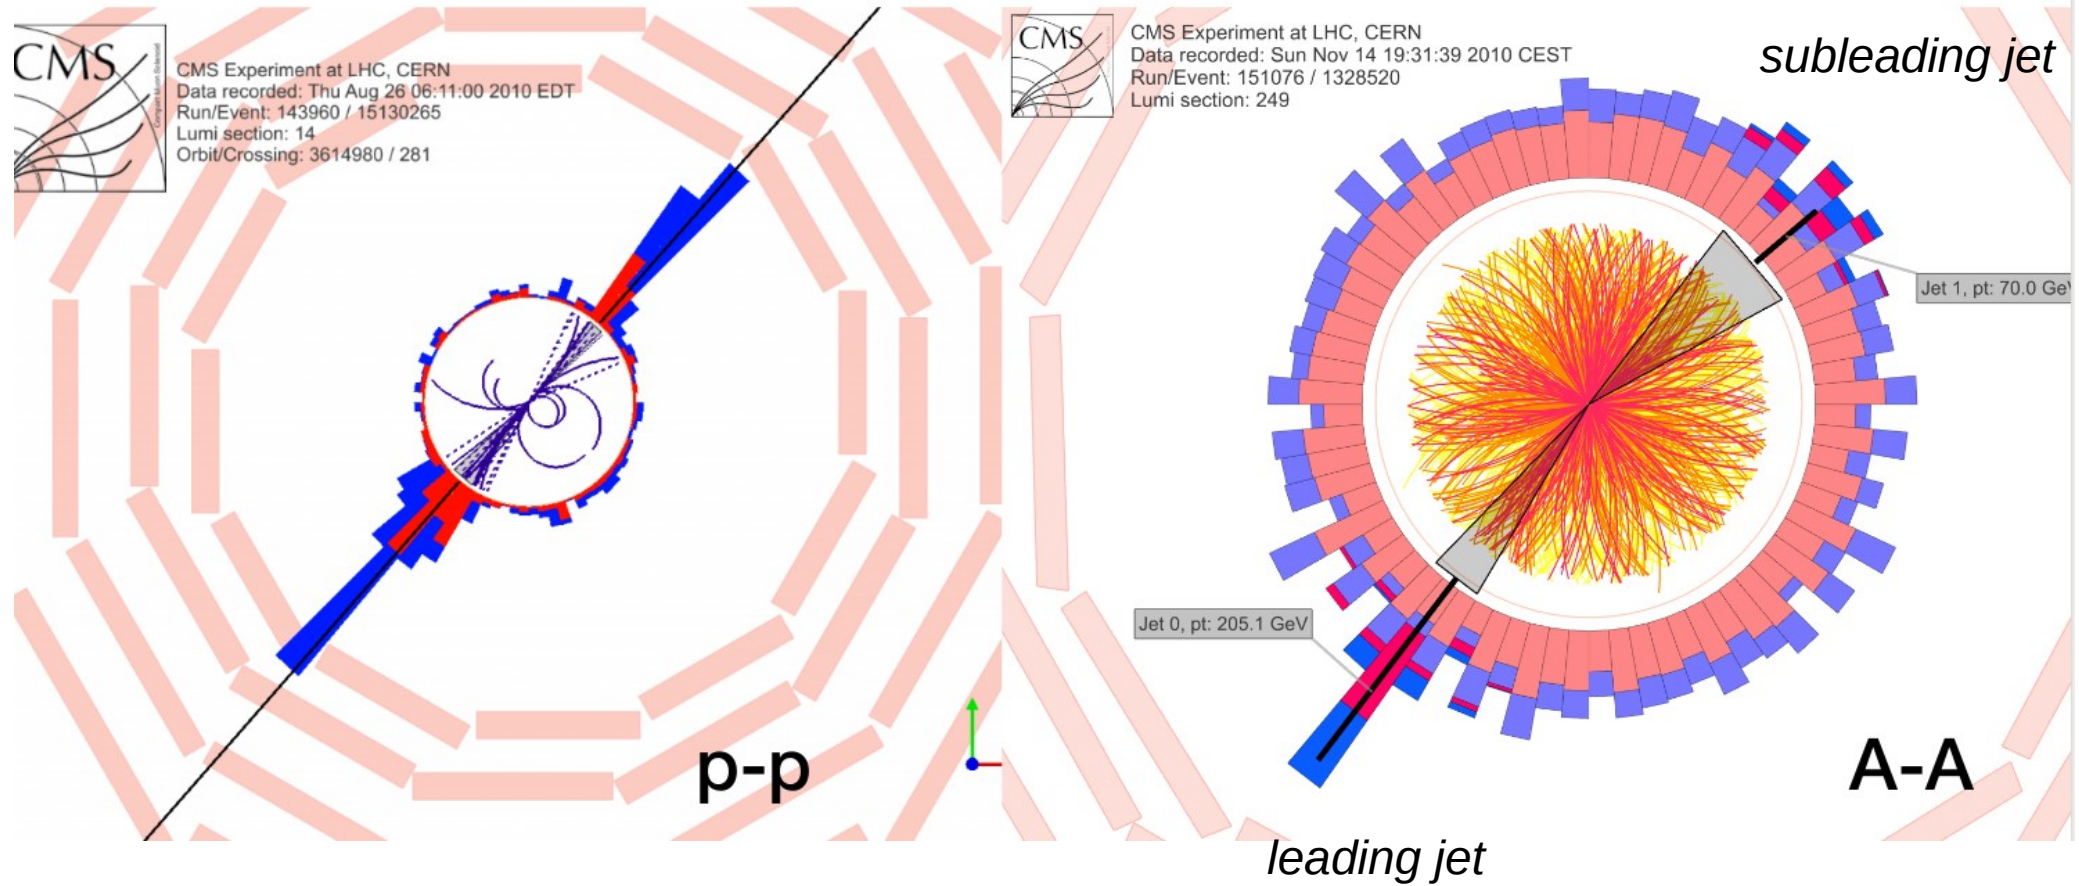 CMS
CMS Experiment at LHC, CERN
Data recorded: Thu Aug 26 06:11:00 2010 EDT
Run/Event: 143960 / 15130265
Lumi section: 14
Orbit/Crossing: 3614980 / 281
p-p
CMS
CMS Experiment at LHC, CERN
Data recorded: Sun Nov 14 19:31:39 2010 CEST
Run/Event: 151076 / 1328520
Lumi section: 249
subleading jet
Jet 1, pt: 70.0 GeV
Jet 0, pt: 205.1 GeV
A-A
leading jet